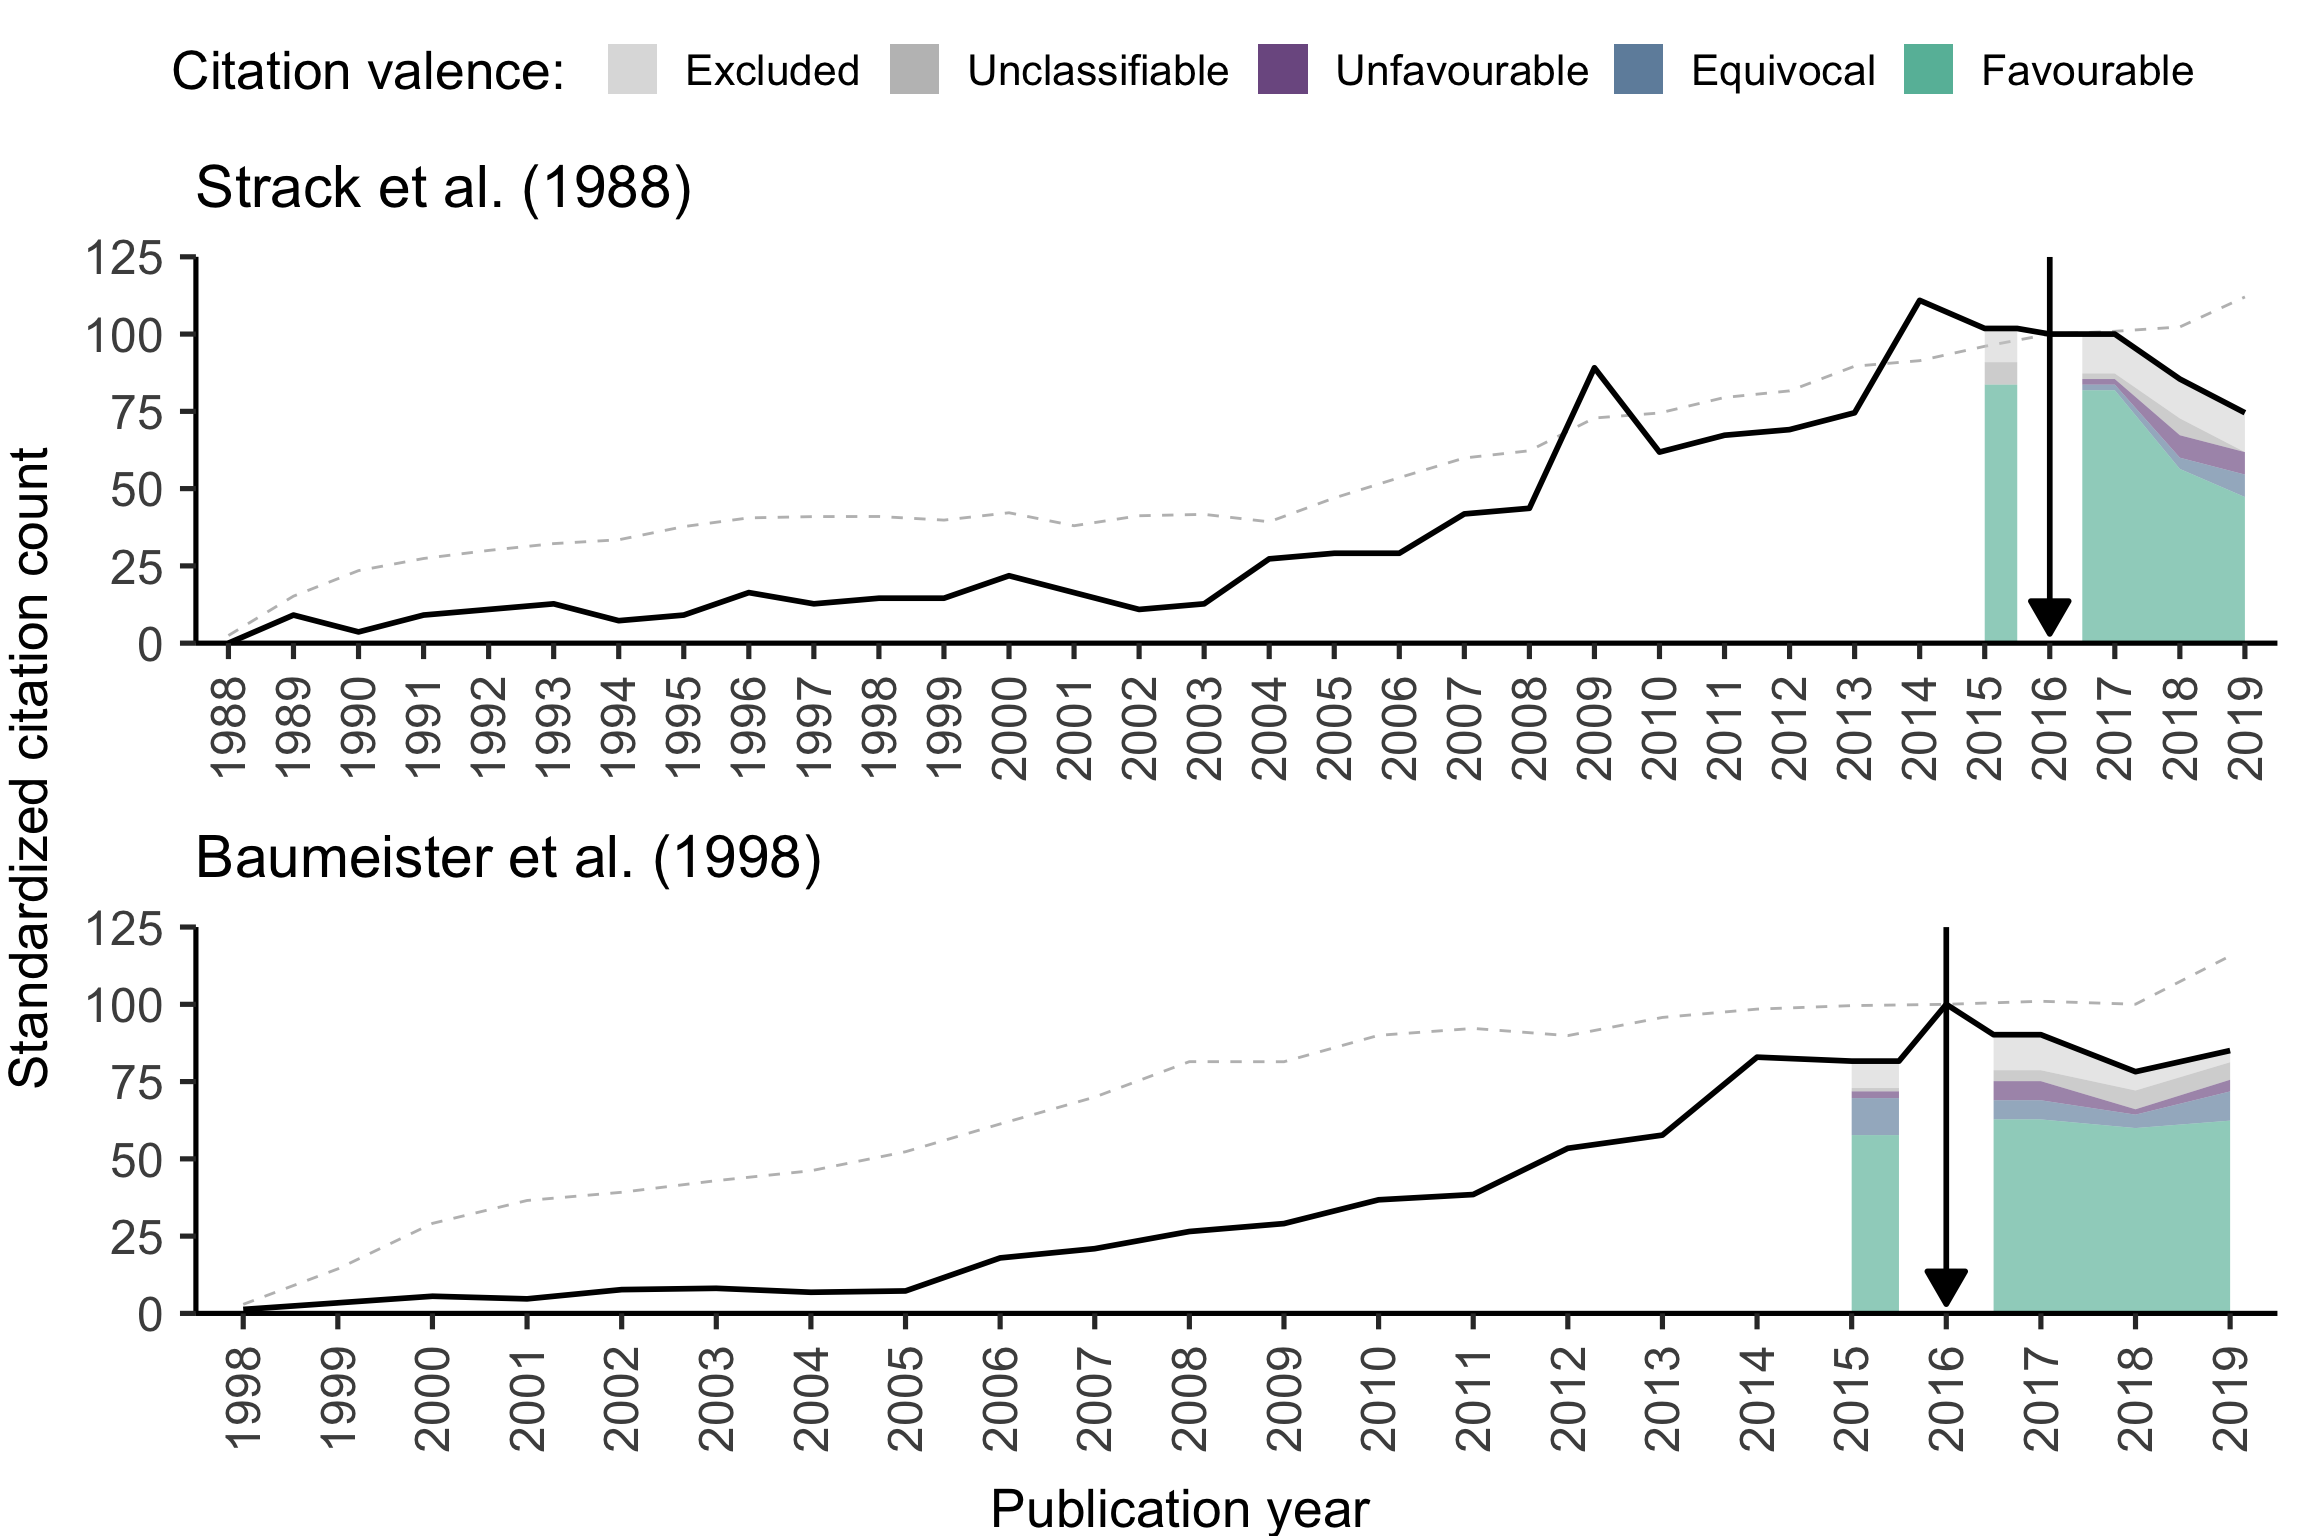 Citation valence: Excluded Unclassifiable Unfavourable Equivocal Favourable
Standardized citation count
Strack et al. (1988)
125
100
75
50
25
0
1988 1989 1990 1991 1992 1993 1994 1995 1996 1997 1998 1999 2000 2001 2002 2003 2004 2005 2006 2007 2008 2009 2010 2011 2012 2013 2014 2015 2016 2017 2018 2019
Baumeister et al. (1998)
125
100
75
50
25
0
1998 1999 2000 2001 2002 2003 2004 2005 2006 2007 2008 2009 2010 2011 2012 2013 2014 2015 2016 2017 2018 2019
Publication year